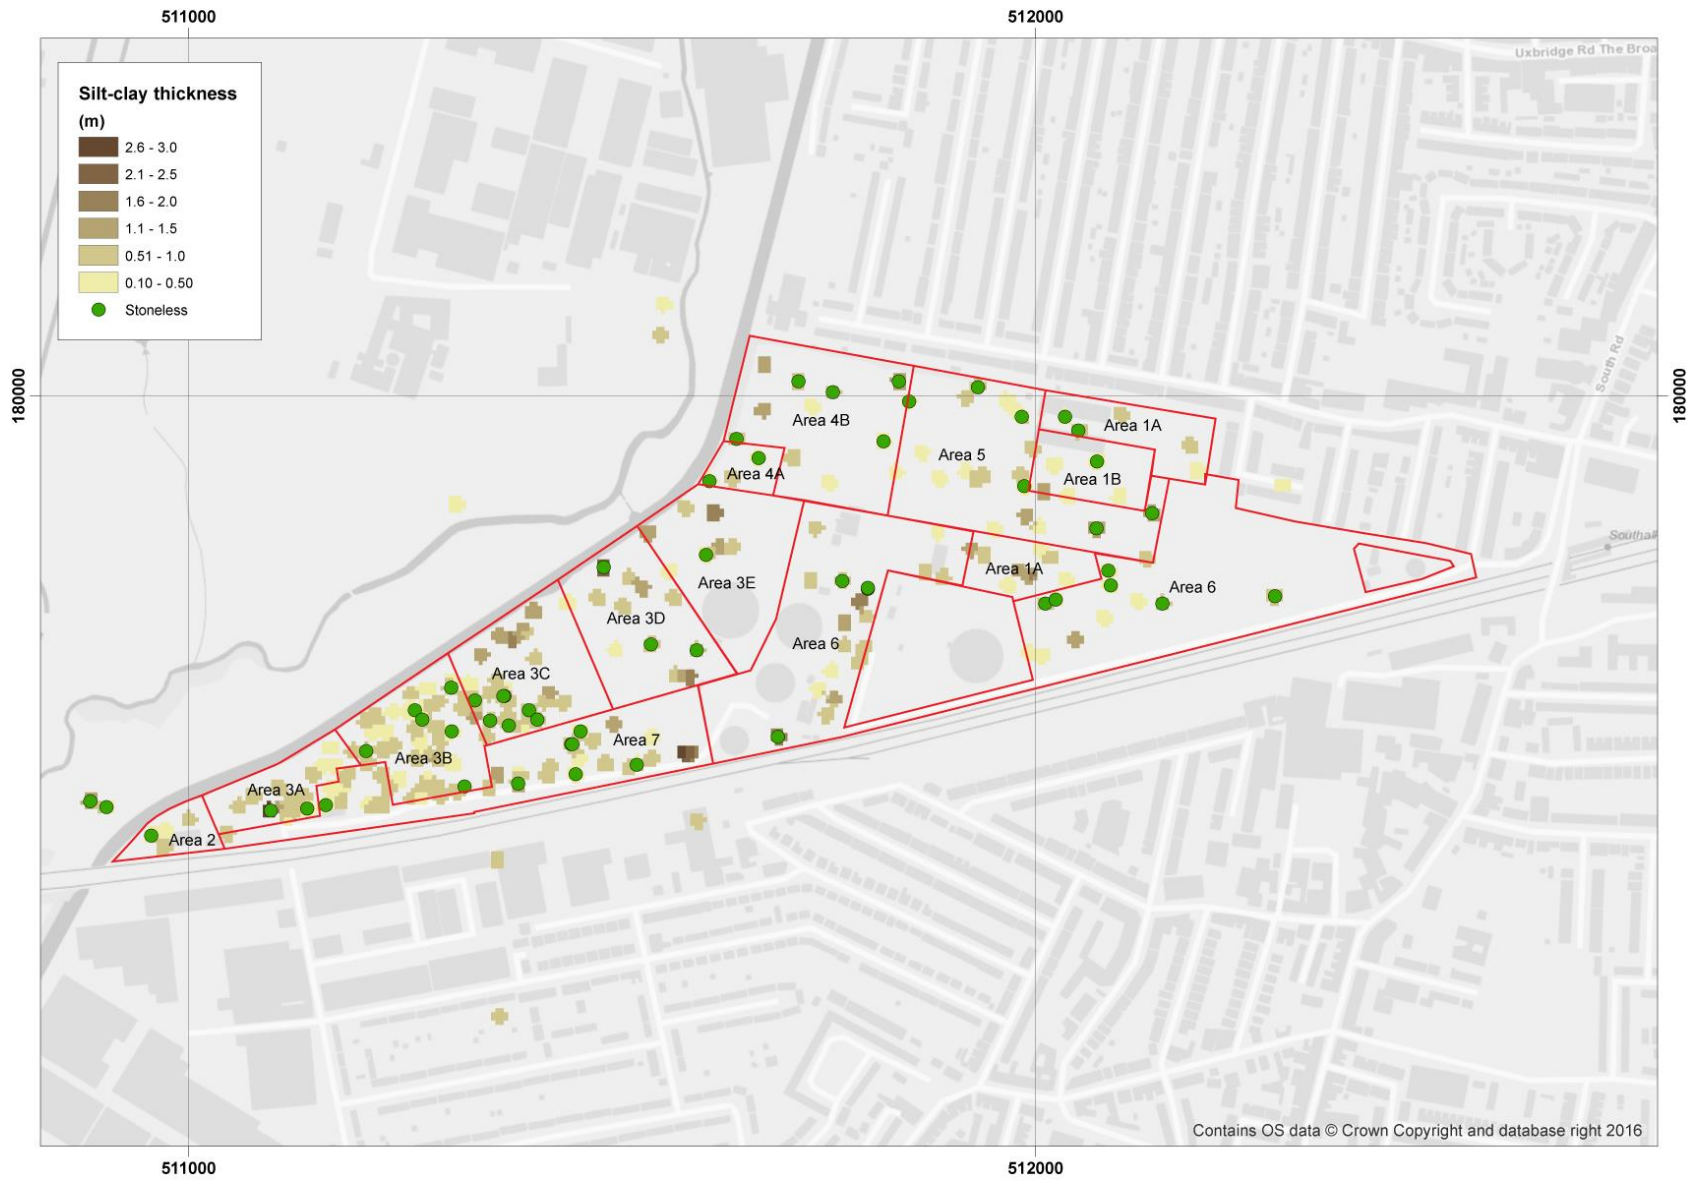 511000
512000
Uxbridge Rd The Broa
Silt-clay thickness
(m)
2.6 - 3.0
2.1 - 2.5
1.6 - 2.0
1.1 - 1.5
0.51 - 1.0
0.10 - 0.50
Stoneless
South Rd
180000
180000
Area 4B
Area 1A
Area 5
Area 4A
Area 1B
Southall
Area 3E
Area 1A
Area 6
Area 3D
Area 6
Area 3C
Area 7
Area 3B
Area 3A
Area 2
Contains OS data © Crown Copyright and database right 2016
511000
512000